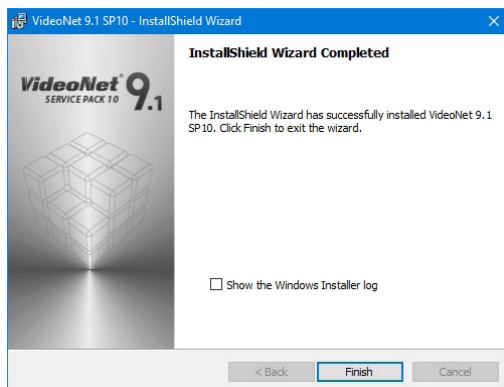 VideoNet 9.1 SP10 - InstallShield Wizard
InstallShield Wizard Completed
VideoNet 9.1
SERVICE PACK 10
The InstallShield Wizard has successfully installed VideoNet 9.1
SP10. Click Finish to exit the wizard.
Show the Windows Installer log
< Back
Finish
Cancel